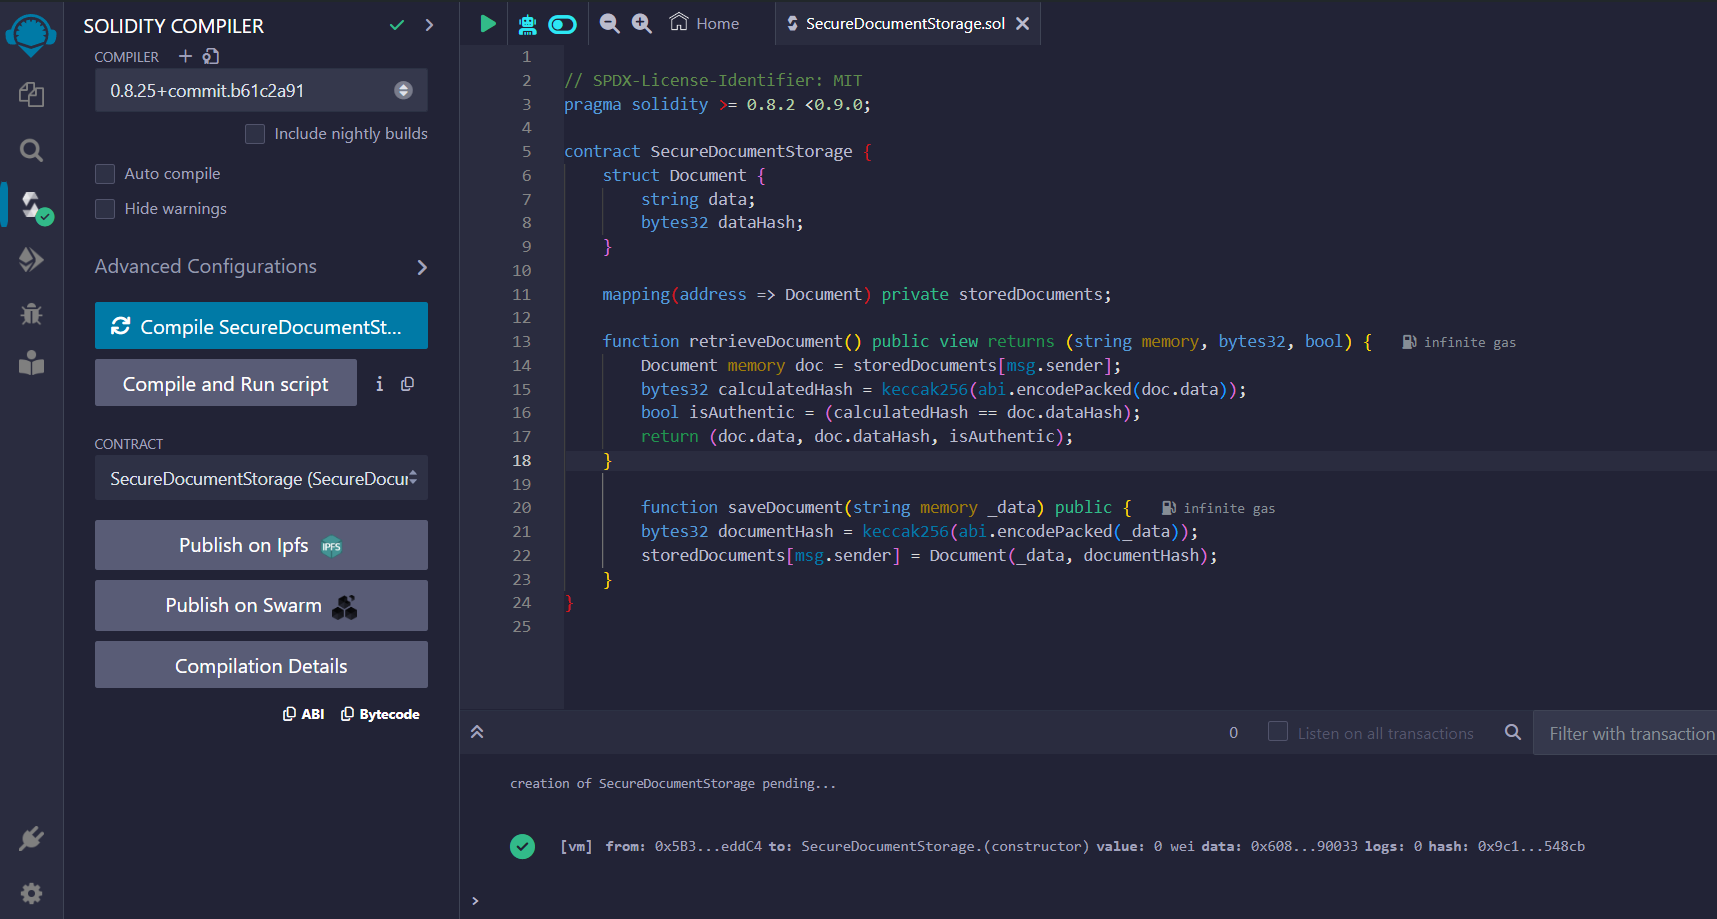 SOLIDITY COMPILER
COMPILER
0.8.25+commit.b61c2a91
Include nightly builds
Auto compile
Hide warnings
Advanced Configurations
Compile SecureDocumentSt...
Compile and Run script
i
CONTRACT
SecureDocumentStorage (SecureDocu
Publish on Ipfs IPFS
Publish on Swarm
Compilation Details
ABI Bytecode
Home SecureDocumentStorage.sol
1
2 // SPDX-License-Identifier: MIT
3 pragma solidity >= 0.8.2 <0.9.0;
4
5 contract SecureDocumentStorage {
6 struct Document {
7 string data;
8 bytes32 dataHash;
9 }
10
11 mapping(address => Document) private storedDocuments;
12
13 function retrieveDocument() public view returns (string memory, bytes32, bool) { infinite gas
14 Document memory doc = storedDocuments[msg.sender];
15 bytes32 calculatedHash = keccak256(abi.encodePacked(doc.data));
16 bool isAuthentic = (calculatedHash == doc.dataHash);
17 return (doc.data, doc.dataHash, isAuthentic);
18 }
19
20 function saveDocument(string memory _data) public { infinite gas
21 bytes32 documentHash = keccak256(abi.encodePacked(_data));
22 storedDocuments[msg.sender] = Document(_data, documentHash);
23 }
24 }
25
0 Listen on all transactions Filter with transaction
creation of SecureDocumentStorage pending...
[vm] from: 0x5B3...eddC4 to: SecureDocumentStorage.(constructor) value: 0 wei data: 0x608...90033 logs: 0 hash: 0x9c1...548cb
>